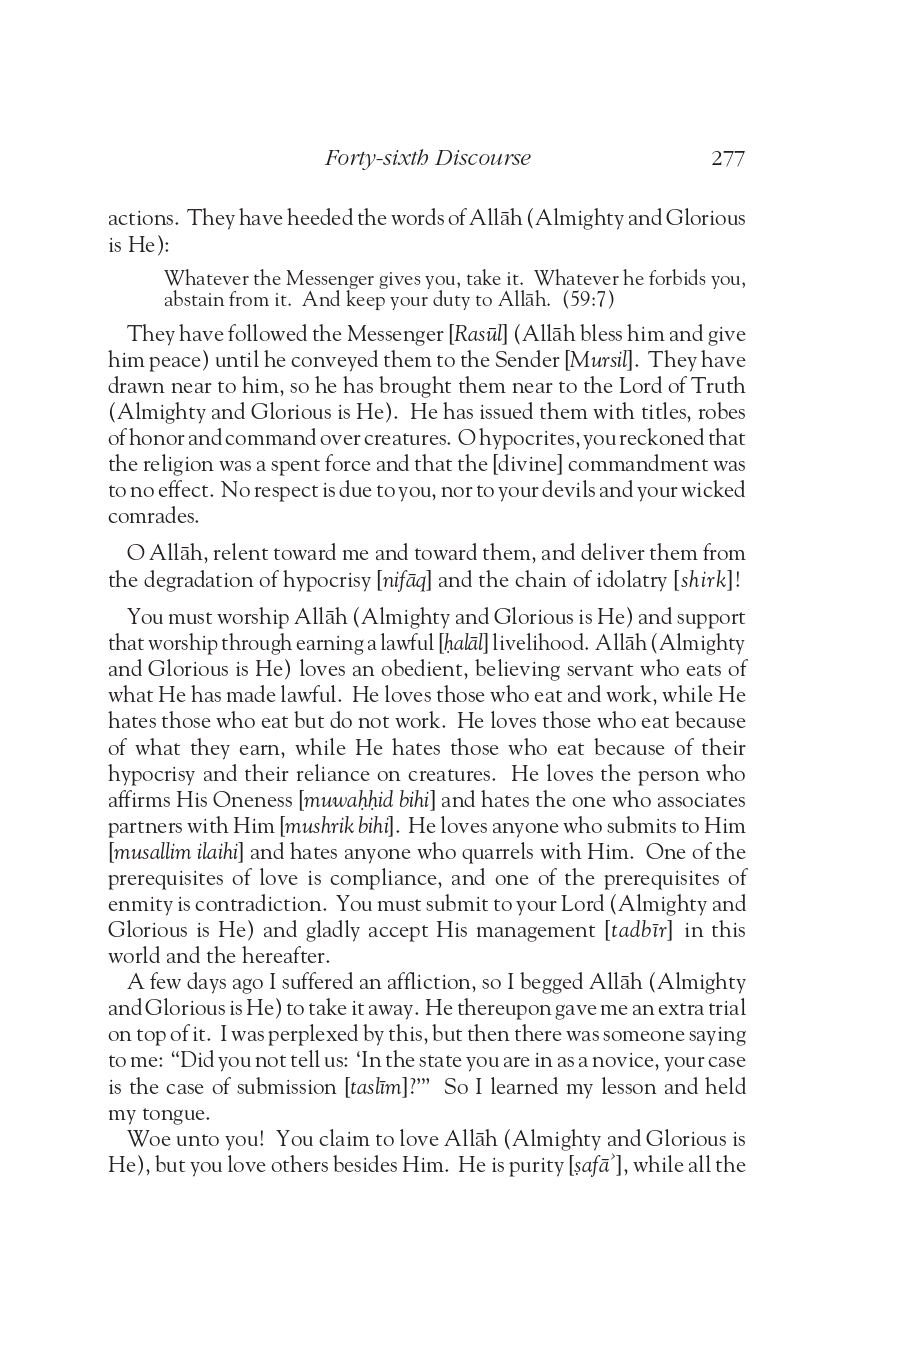 Forty-sixth Discourse 277
actions. They have heeded the words of Allāh (Almighty and Glorious
is He):
Whatever the Messenger gives you, take it. Whatever he forbids you,
abstain from it. And keep your duty to Allāh. (59:7)
They have followed the Messenger [Rasūl] (Allāh bless him and give
him peace) until he conveyed them to the Sender [Mursil]. They have
drawn near to him, so he has brought them near to the Lord of Truth
(Almighty and Glorious is He). He has issued them with titles, robes
of honor and command over creatures. O hypocrites, you reckoned that
the religion was a spent force and that the [divine] commandment was
to no effect. No respect is due to you, nor to your devils and your wicked
comrades.
O Allāh, relent toward me and toward them, and deliver them from
the degradation of hypocrisy [nifāq] and the chain of idolatry [shirk]!
You must worship Allāh (Almighty and Glorious is He) and support
that worship through earning a lawful [ḥalāl] livelihood. Allāh (Almighty
and Glorious is He) loves an obedient, believing servant who eats of
what He has made lawful. He loves those who eat and work, while He
hates those who eat but do not work. He loves those who eat because
of what they earn, while He hates those who eat because of their
hypocrisy and their reliance on creatures. He loves the person who
affirms His Oneness [muwaḥḥid bihi] and hates the one who associates
partners with Him [mushrik bihi]. He loves anyone who submits to Him
[musallim ilaihi] and hates anyone who quarrels with Him. One of the
prerequisites of love is compliance, and one of the prerequisites of
enmity is contradiction. You must submit to your Lord (Almighty and
Glorious is He) and gladly accept His management [tadbīr] in this
world and the hereafter.
A few days ago I suffered an affliction, so I begged Allāh (Almighty
and Glorious is He) to take it away. He thereupon gave me an extra trial
on top of it. I was perplexed by this, but then there was someone saying
to me: “Did you not tell us: ‘In the state you are in as a novice, your case
is the case of submission [taslīm]?’” So I learned my lesson and held
my tongue.
Woe unto you! You claim to love Allāh (Almighty and Glorious is
He), but you love others besides Him. He is purity [ṣafāʾ], while all the